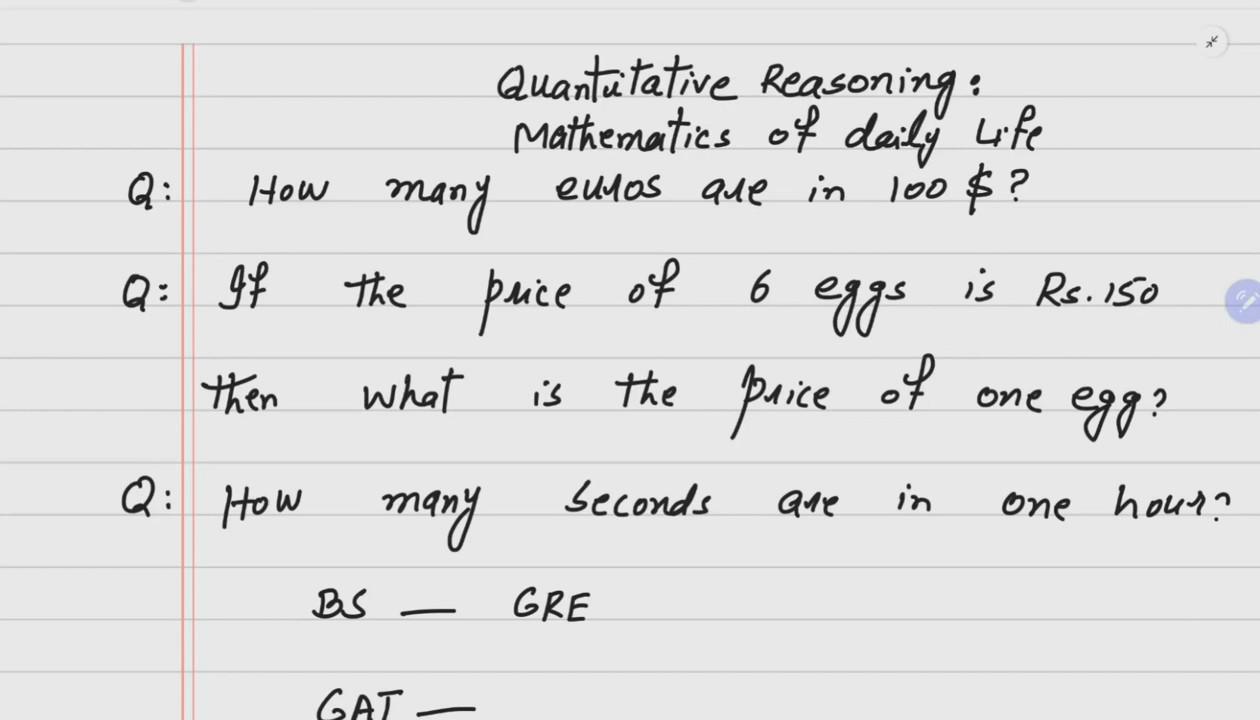 Quantitative Reasoning:
Mathematics of daily Life
Q: How many euros are in 100 $?
Q: If the price of 6 eggs is Rs. 150
then what is the price of one egg?
Q: How many seconds are in one hour?
BS — GRE
GAT —